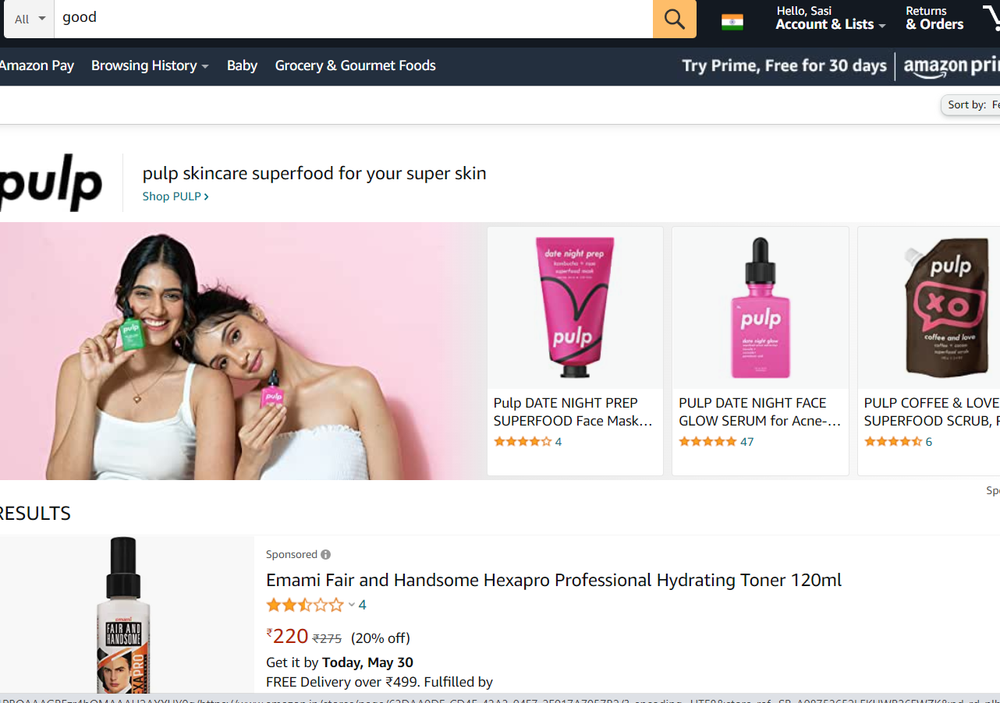 All
good
Hello, Sasi
Account & Lists
Returns
& Orders
Amazon Pay
Browsing History
Baby
Grocery & Gourmet Foods
Try Prime, Free for 30 days
amazon
Sort by:
pulp
pulp skincare superfood for your super skin
Shop PULP ›
pulp
pulp
date night prep
kombucha + rose
superfood mask
pulp
pulp
date night glow
pulp
xo
coffee and love
coffee + cocoa
superfood scrub
Pulp DATE NIGHT PREP
SUPERFOOD Face Mask…
4
PULP DATE NIGHT FACE
GLOW SERUM for Acne-…
47
PULP COFFEE & LOVE
SUPERFOOD SCRUB,
6
RESULTS
emami
FAIR AND
HANDSOME
Sponsored
Emami Fair and Handsome Hexapro Professional Hydrating Toner 120ml
4
₹220 ₹275 (20% off)
Get it by Today, May 30
FREE Delivery over ₹499. Fulfilled by